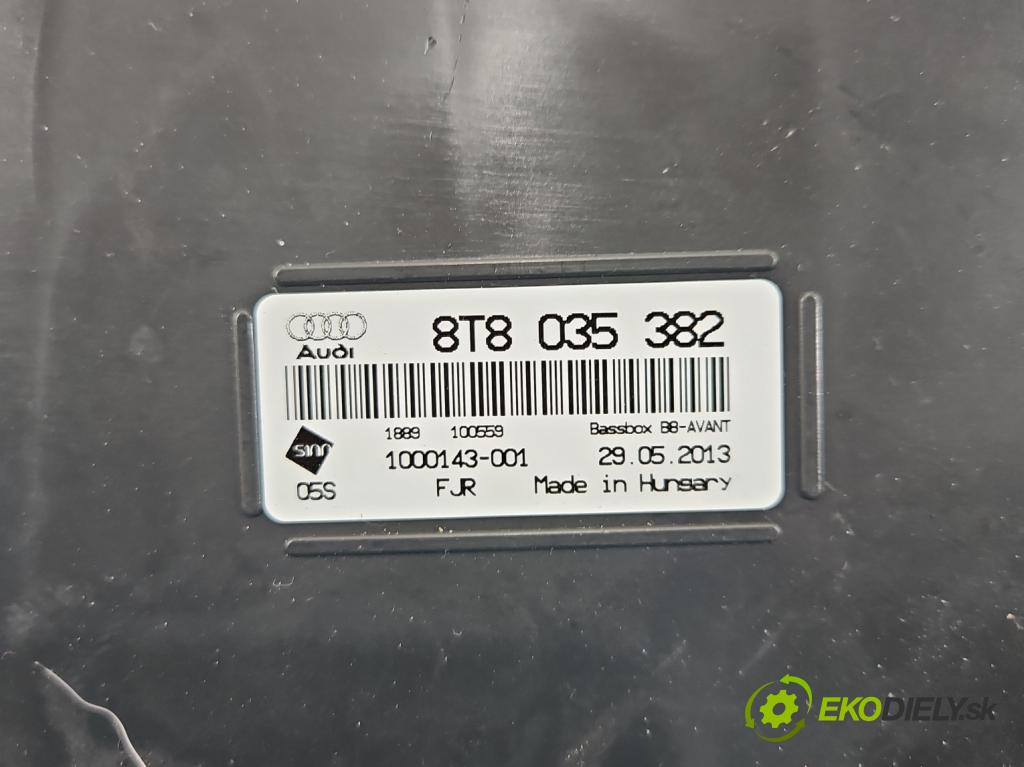 8T8 035 382
Audi
1889 100559 Bassbox B8-AVANT
1000143-001 29.05.2013
05S FJR Made in Hungary
EKODIELY.sk